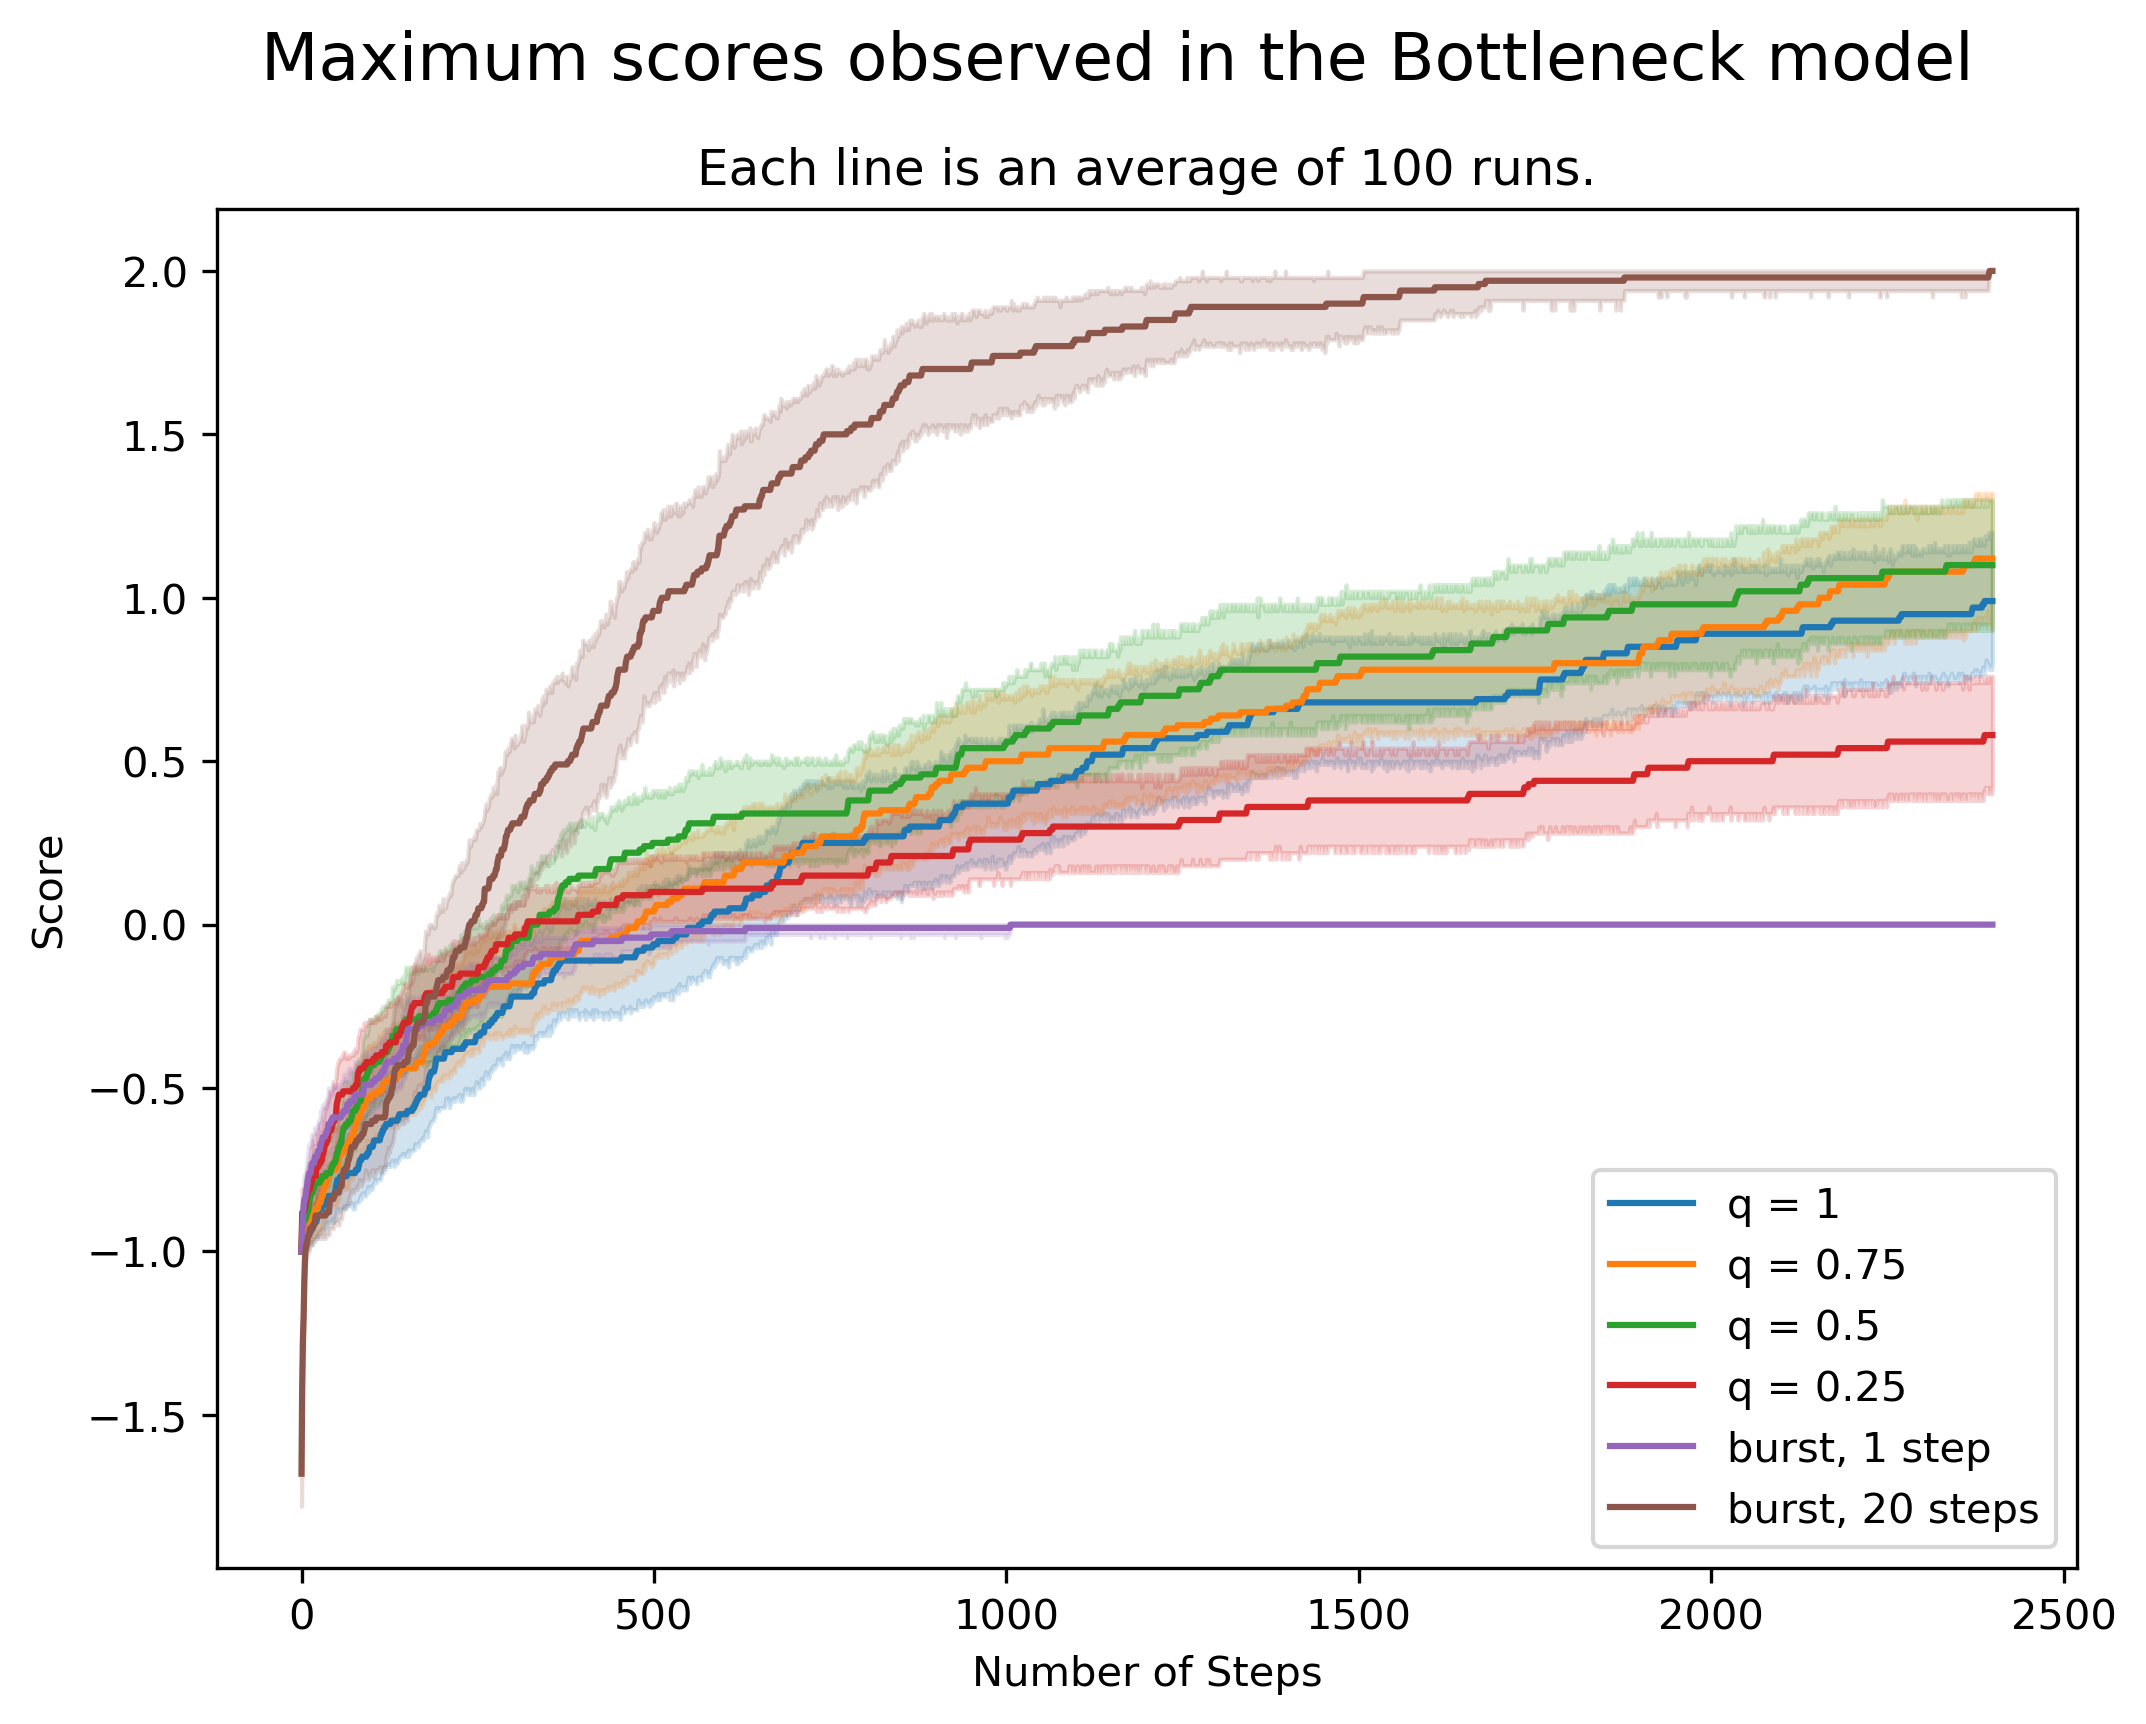 Maximum scores observed in the Bottleneck model
Each line is an average of 100 runs.
2.0
1.5
1.0
0.5
0.0
−0.5
−1.0
−1.5
Score
q = 1
q = 0.75
q = 0.5
q = 0.25
burst, 1 step
burst, 20 steps
0 500 1000 1500 2000 2500
Number of Steps